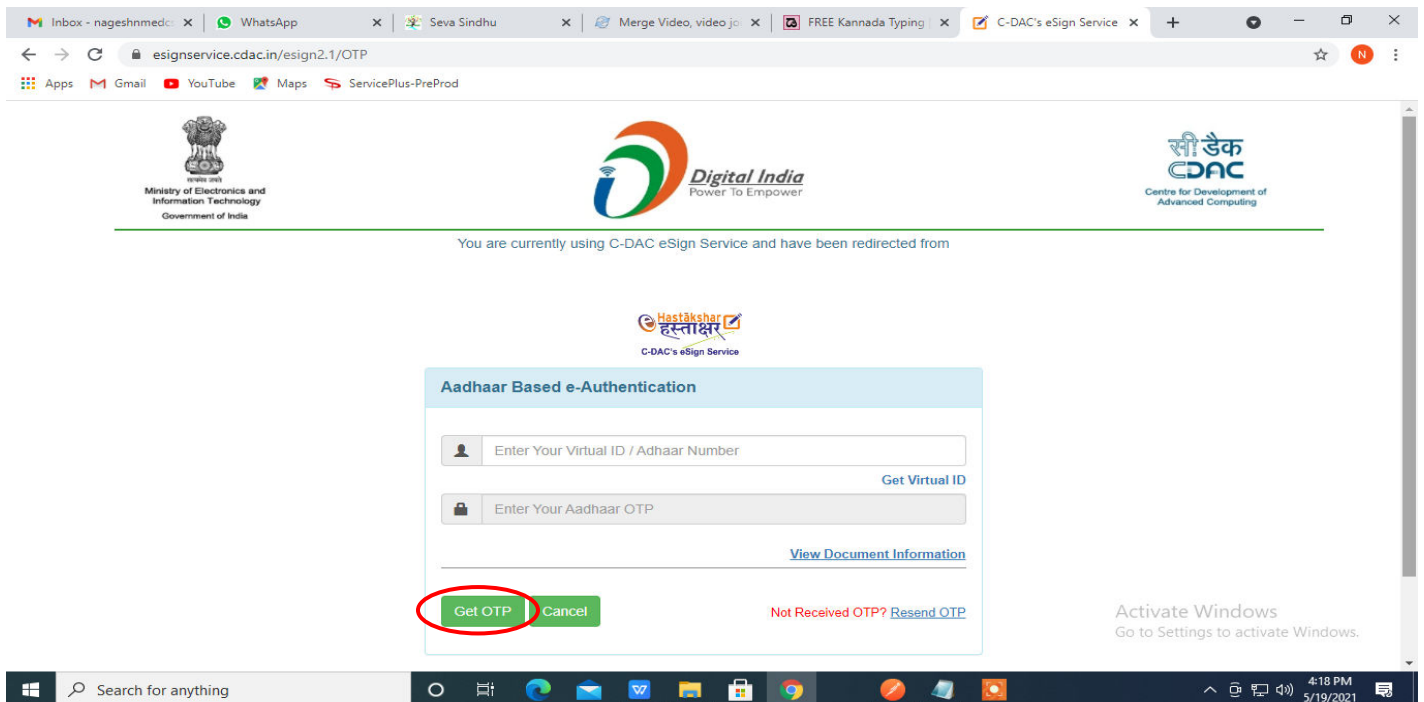 Inbox - nageshnmedc
WhatsApp
Seva Sindhu
Merge Video, video jo
FREE Kannada Typing
C-DAC's eSign Service
esignservice.cdac.in/esign2.1/OTP
N
Apps
Gmail
YouTube
Maps
ServicePlus-PreProd
सत्यमेव जयते
Ministry of Electronics and
Information Technology
Government of India
Digital India
Power To Empower
सी डैक
CDAC
Centre for Development of
Advanced Computing
You are currently using C-DAC eSign Service and have been redirected from
e Hastākshar
हस्ताक्षर
C-DAC's eSign Service
Aadhaar Based e-Authentication
Enter Your Virtual ID / Adhaar Number
Get Virtual ID
Enter Your Aadhaar OTP
View Document Information
Get OTP
Cancel
Not Received OTP? Resend OTP
Activate Windows
Go to Settings to activate Windows.
Search for anything
4:18 PM
5/19/2021